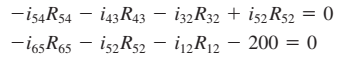 −i₅₄R₅₄ − i₄₃R₄₃ − i₃₂R₃₂ + i₅₂R₅₂ = 0
−i₆₅R₆₅ − i₅₂R₅₂ − i₁₂R₁₂ − 200 = 0